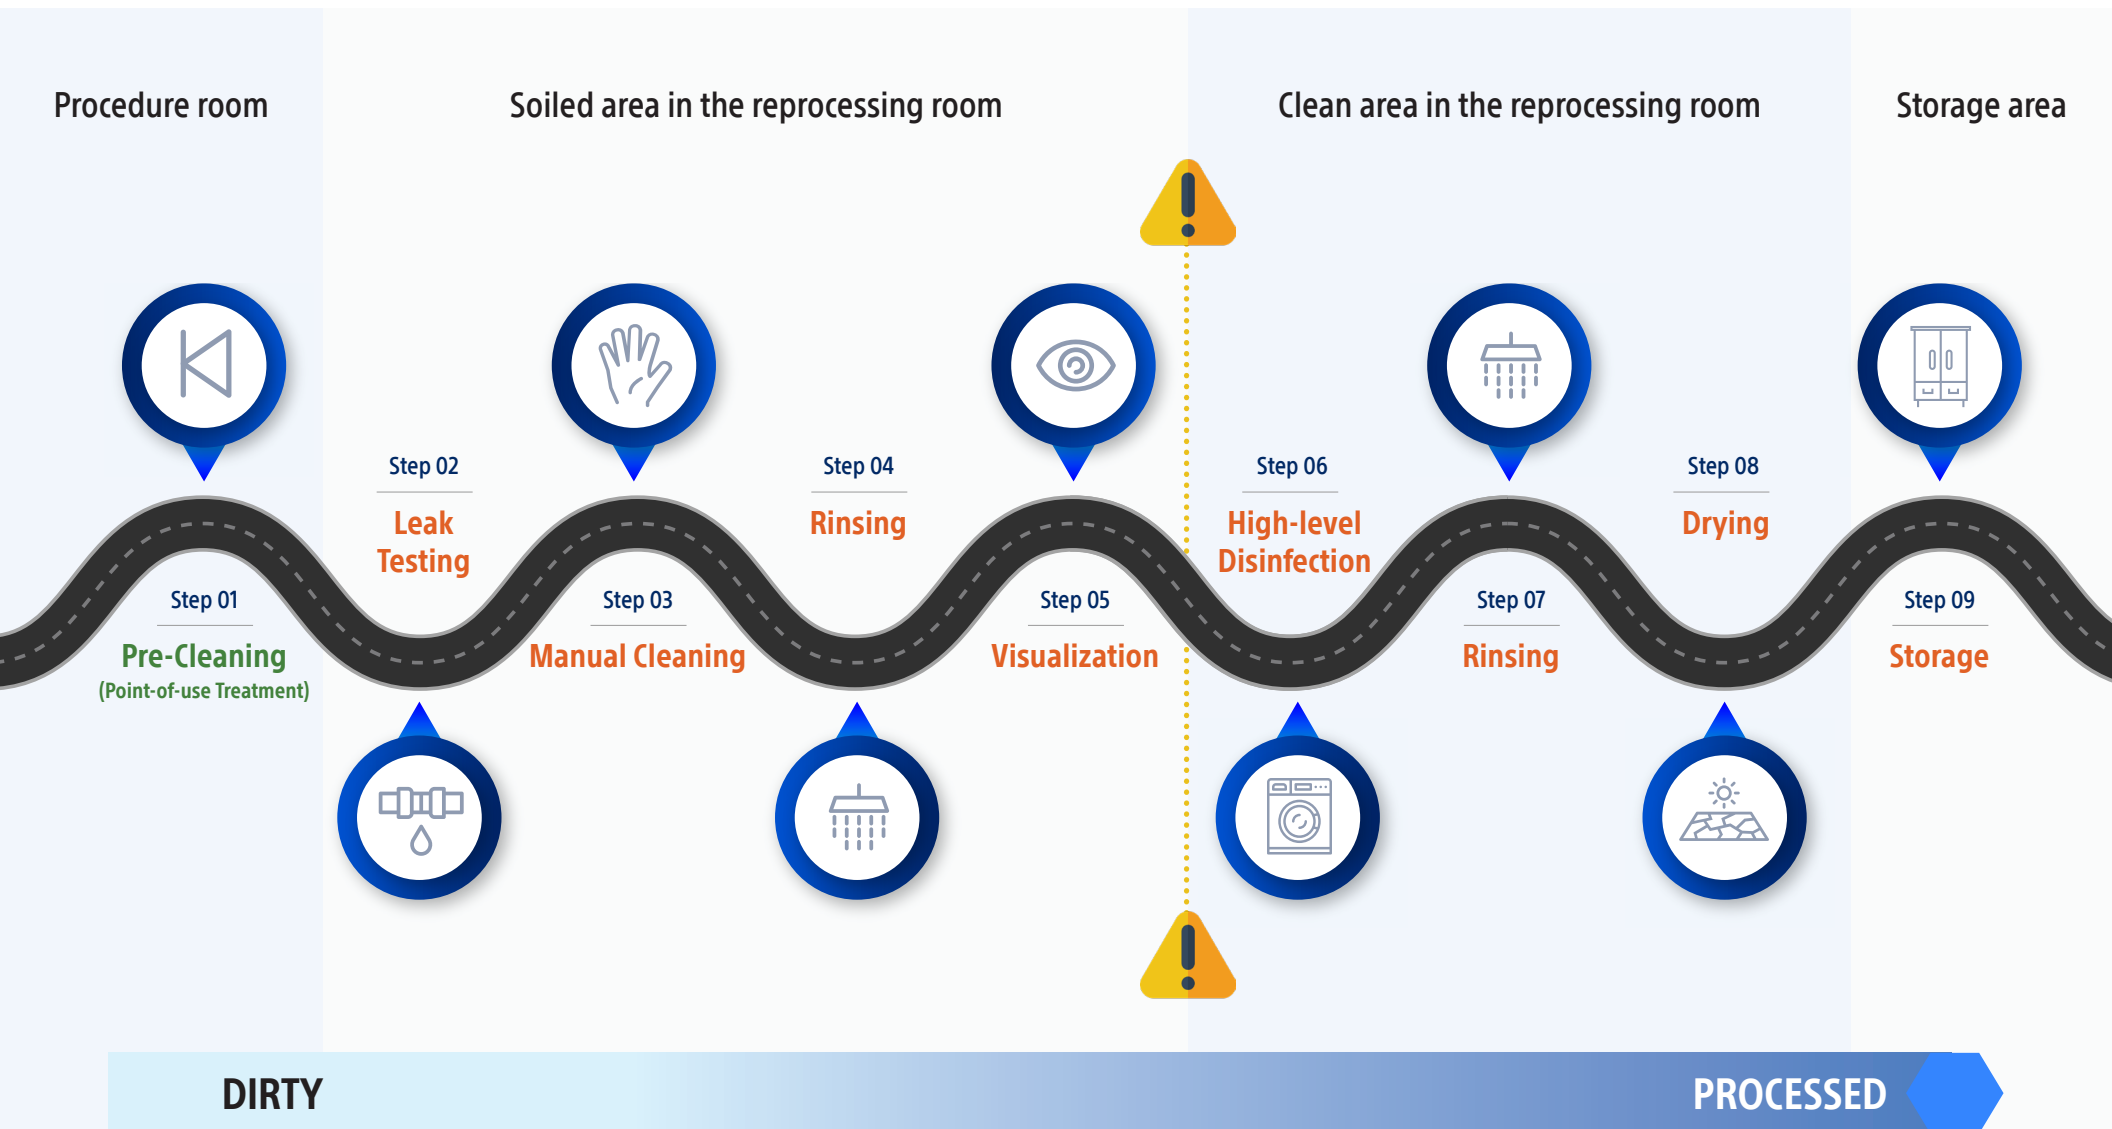 Procedure room
Soiled area in the reprocessing room
Clean area in the reprocessing room
Storage area
Step 01
Pre-Cleaning
(Point-of-use Treatment)
Step 02
Leak
Testing
Step 03
Manual Cleaning
Step 04
Rinsing
Step 05
Visualization
Step 06
High-level
Disinfection
Step 07
Rinsing
Step 08
Drying
Step 09
Storage
DIRTY
PROCESSED